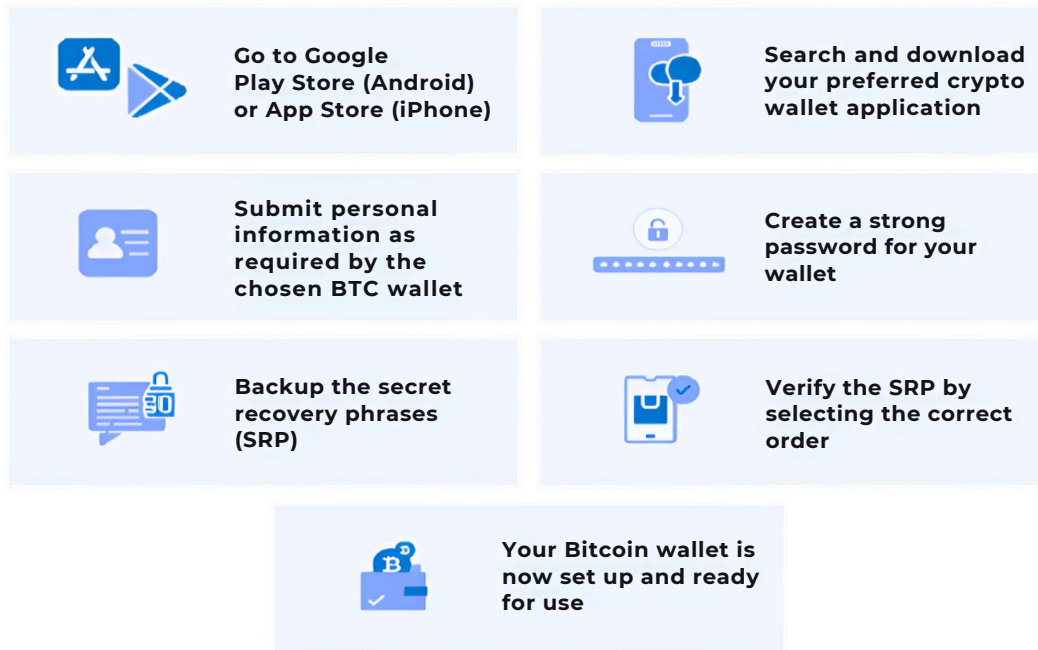 Go to Google
Play Store (Android)
or App Store (iPhone)
Search and download
your preferred crypto
wallet application
Submit personal
information as
required by the
chosen BTC wallet
Create a strong
password for your
wallet
Backup the secret
recovery phrases
(SRP)
Verify the SRP by
selecting the correct
order
Your Bitcoin wallet is
now set up and ready
for use